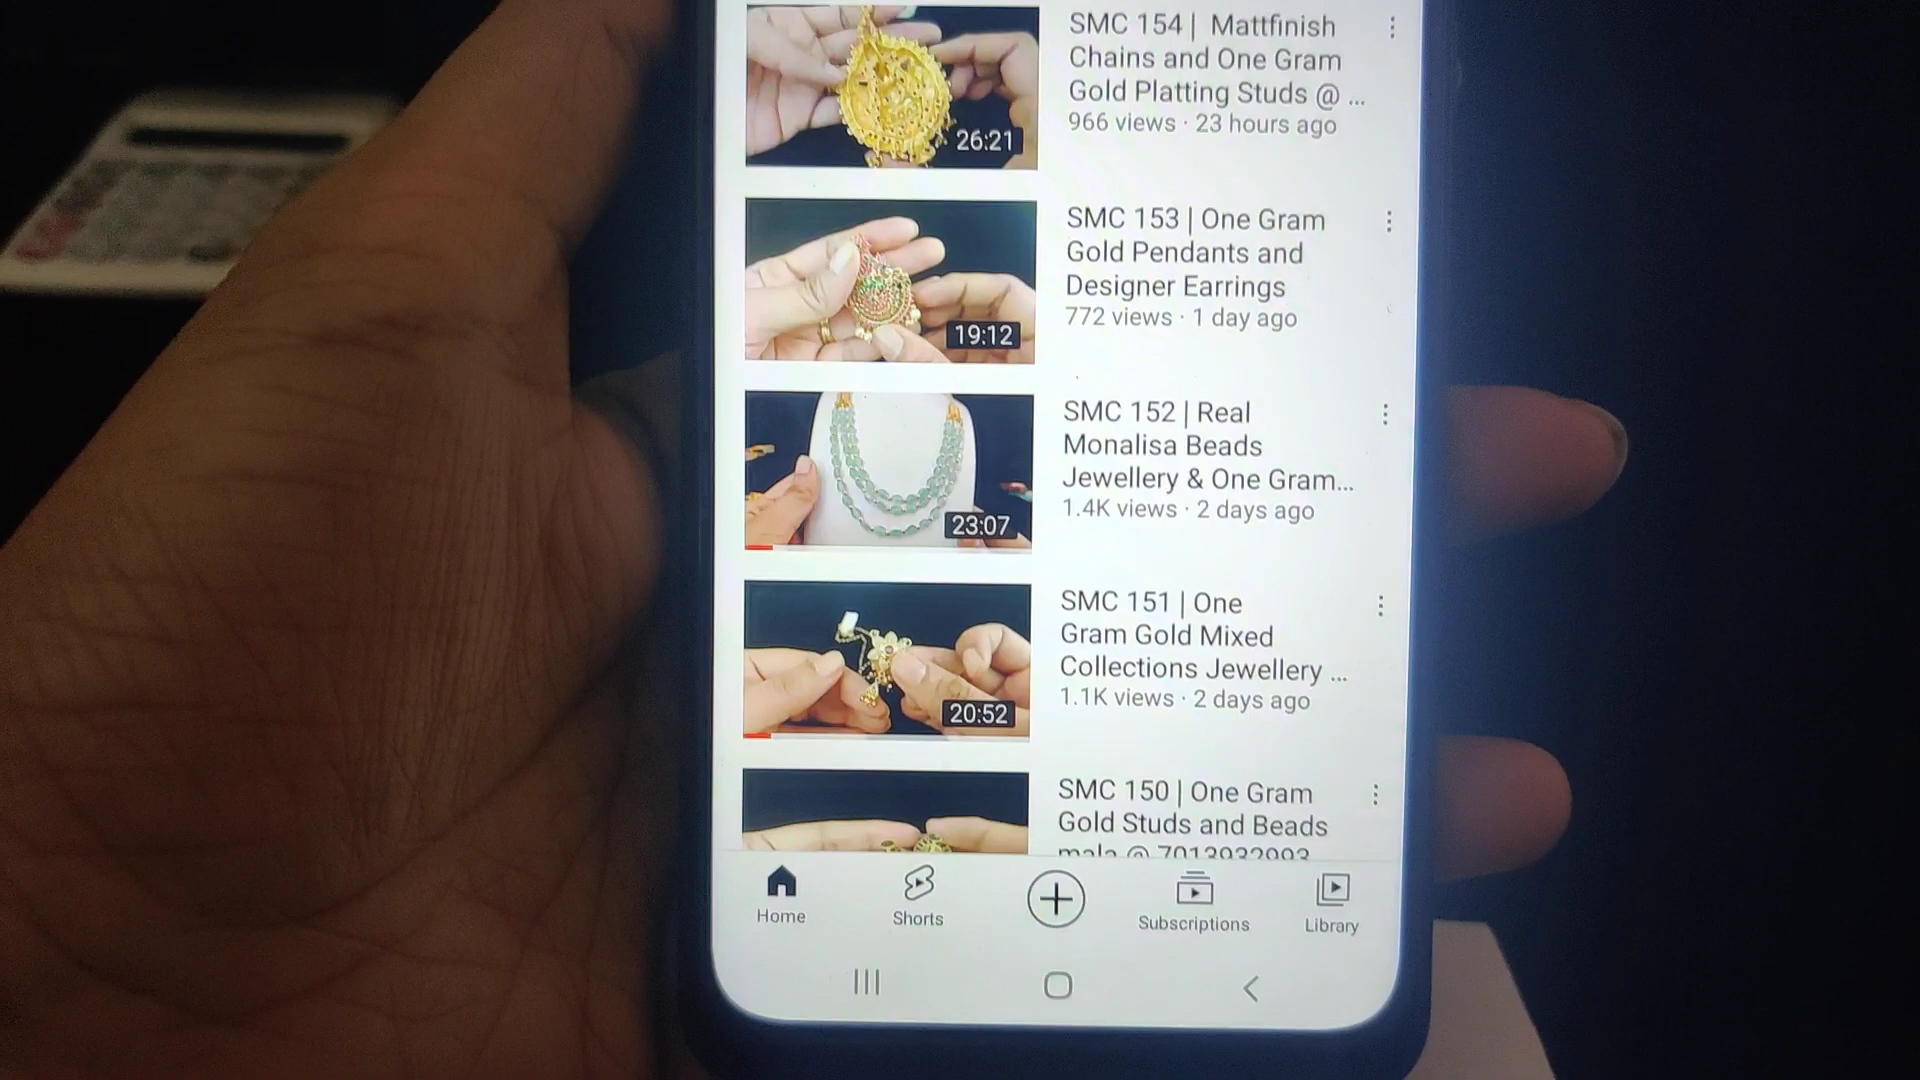 SMC 154 | Mattfinish
Chains and One Gram
Gold Platting Studs @ ...
966 views · 23 hours ago
26:21
SMC 153 | One Gram
Gold Pendants and
Designer Earrings
772 views · 1 day ago
19:12
SMC 152 | Real
Monalisa Beads
Jewellery & One Gram...
1.4K views · 2 days ago
23:07
SMC 151 | One
Gram Gold Mixed
Collections Jewellery ...
1.1K views · 2 days ago
20:52
SMC 150 | One Gram
Gold Studs and Beads
mala @ 7013932993
Home
Shorts
Subscriptions
Library